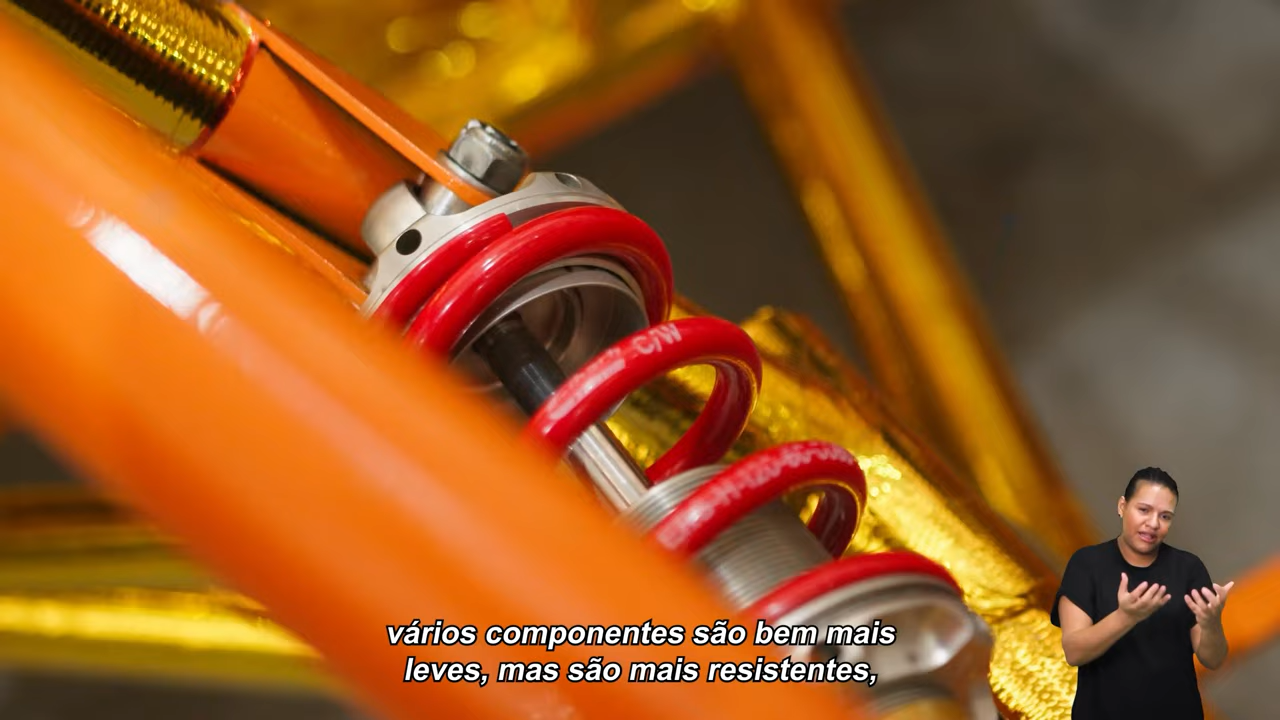 C/W
vários componentes são bem mais
leves, mas são mais resistentes,